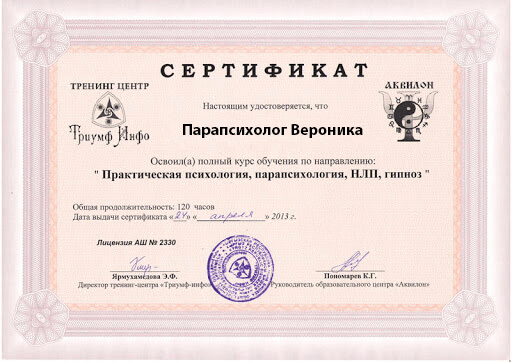 СЕРТИФИКАТ
ТРЕНИНГ ЦЕНТР
Триумф Инфо
АКВИЛОН
Настоящим удостоверяется, что
Парапсихолог Вероника
Освоил(а) полный курс обучения по направлению:
" Практическая психология, парапсихология, НЛП, гипноз "
Общая продолжительность: 120 часов
Дата выдачи сертификата «24» « апреля » 2013 г.
Лицензия АШ № 2330
Ярмухамедова Э.Ф.
Директор тренинг-центра «Триумф-инфо»
Пономарев К.Г.
Руководитель образовательного центра «Аквилон»